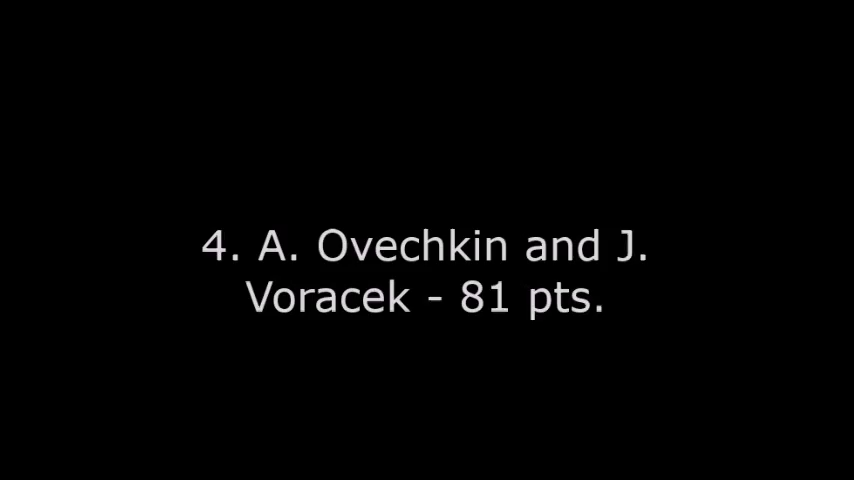 4. A. Ovechkin and J.
Voracek - 81 pts.